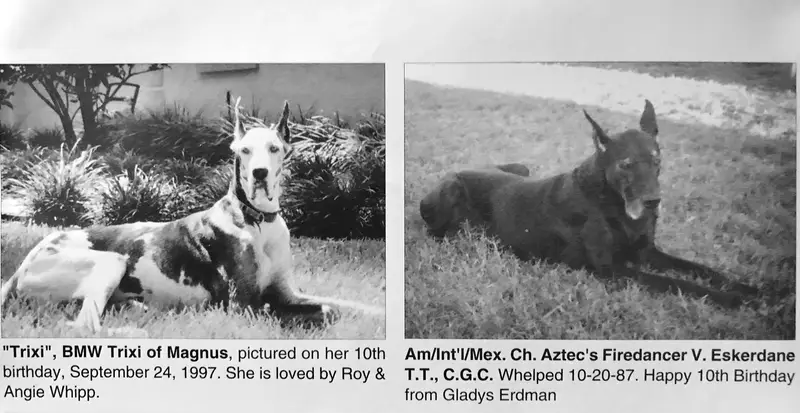 "Trixi", BMW Trixi of Magnus, pictured on her 10th
birthday, September 24, 1997. She is loved by Roy &
Angie Whipp.
Am/Int'l/Mex. Ch. Aztec's Firedancer V. Eskerdane
T.T., C.G.C. Whelped 10-20-87. Happy 10th Birthday
from Gladys Erdman